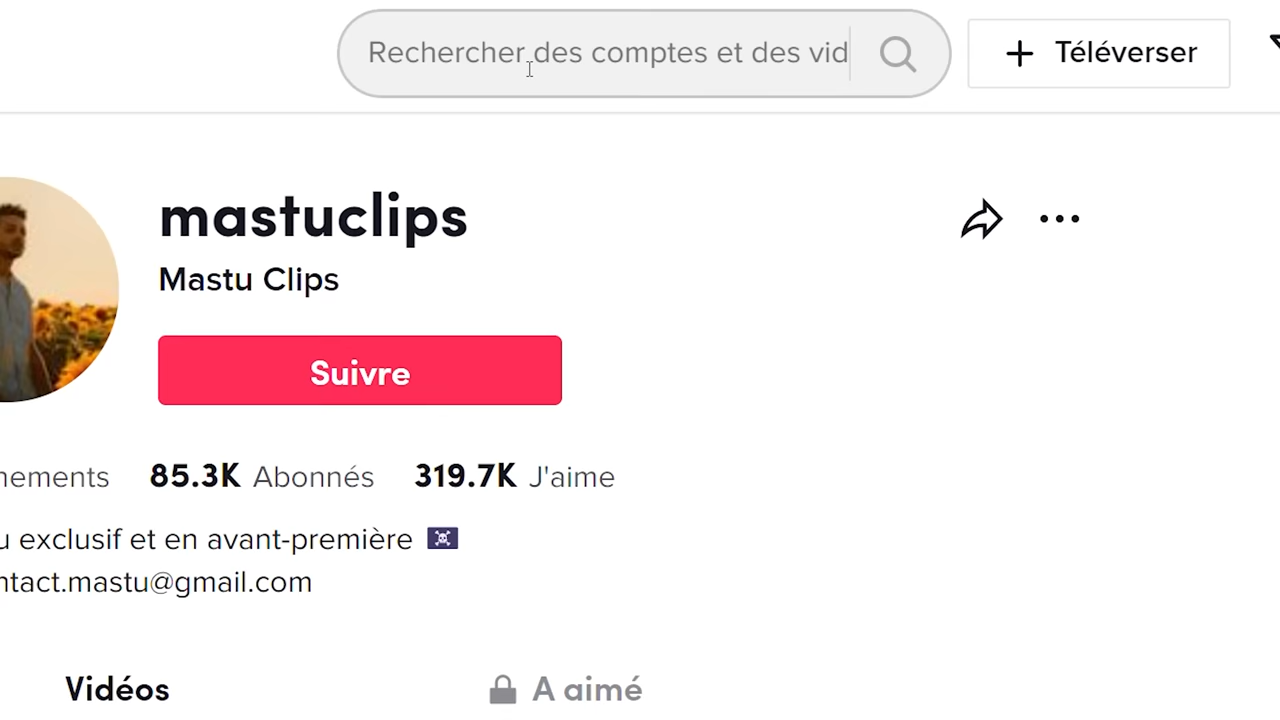 Rechercher des comptes et des vid
Téléverser
mastuclips
Mastu Clips
Suivre
nements 85.3K Abonnés 319.7K J'aime
u exclusif et en avant-première
ntact.mastu@gmail.com
Vidéos A aimé